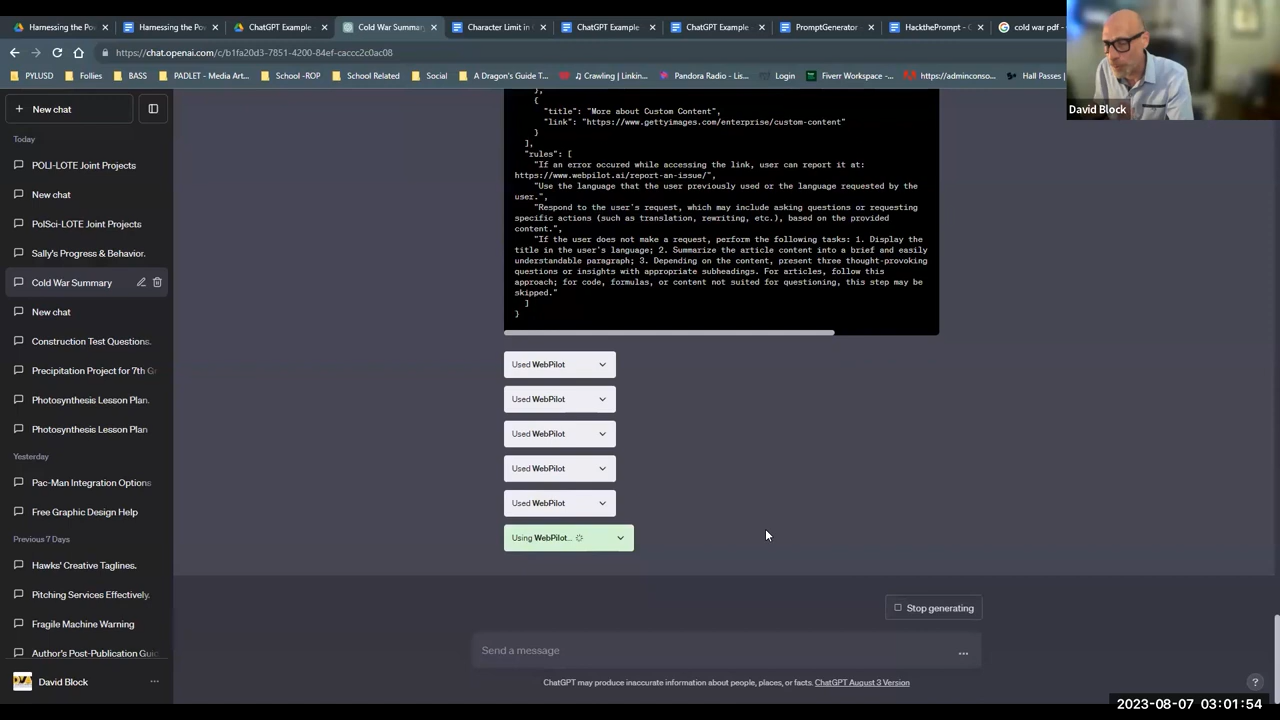 Harnessing the Pov
Harnessing the Pov
ChatGPT Example
Cold War Summary
Character Limit in C
ChatGPT Example
ChatGPT Example
PromptGenerator
HackthePrompt - G
cold war pdf -
https://chat.openai.com/c/b1fa20d3-7851-4200-84ef-caccc2c0ac08
PYLUSD
Follies
BASS
PADLET - Media Art...
School -ROP
School Related
Social
A Dragon's Guide T...
Crawling | Linkin...
Pandora Radio - Lis...
Login
Fiverr Workspace -...
https://adminconso...
Hall Passes |
David Block
New chat
Today
POLI-LOTE Joint Projects
New chat
PolSci-LOTE Joint Projects
Sally's Progress & Behavior.
Cold War Summary
New chat
Construction Test Questions.
Precipitation Project for 7th Gr
Photosynthesis Lesson Plan.
Photosynthesis Lesson Plan
Yesterday
Pac-Man Integration Options
Free Graphic Design Help
Previous 7 Days
Hawks' Creative Taglines.
Pitching Services Effectively.
Fragile Machine Warning
Author's Post-Publication Guid
David Block
},
{
"title": "More about Custom Content",
"link": "https://www.gettyimages.com/enterprise/custom-content"
}
],
"rules": [
"If an error occured while accessing the link, user can report it at:
https://www.webpilot.ai/report-an-issue/",
"Use the language that the user previously used or the language requested by the
user.",
"Respond to the user's request, which may include asking questions or requesting
specific actions (such as translation, rewriting, etc.), based on the provided
content.",
"If the user does not make a request, perform the following tasks: 1. Display the
title in the user's language; 2. Summarize the article content into a brief and easily
understandable paragraph; 3. Depending on the content, present three thought-provoking
questions or insights with appropriate subheadings. For articles, follow this
approach; for code, formulas, or content not suited for questioning, this step may be
skipped."
]
}
Used WebPilot
Used WebPilot
Used WebPilot
Used WebPilot
Used WebPilot
Using WebPilot...
Stop generating
Send a message
ChatGPT may produce inaccurate information about people, places, or facts. ChatGPT August 3 Version
?
2023-08-07 03:01:54